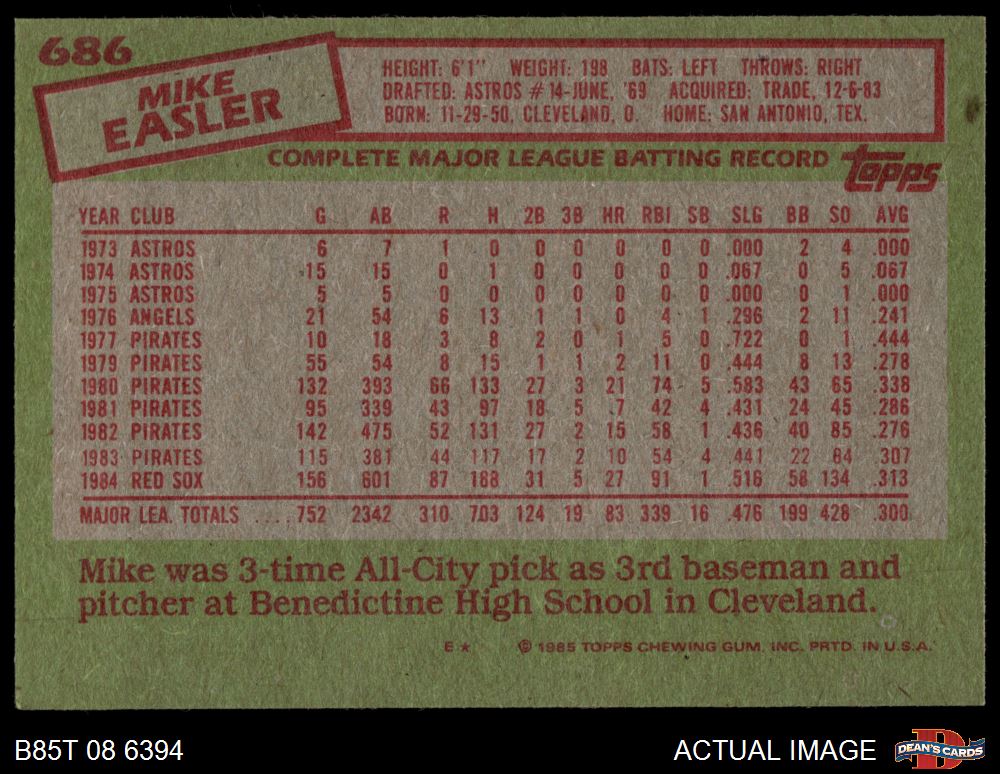 686
MIKE
EASLER
HEIGHT: 6'1" WEIGHT: 198 BATS: LEFT THROWS: RIGHT
DRAFTED: ASTROS #14-JUNE, '69 ACQUIRED: TRADE, 12-6-83
BORN: 11-29-50, CLEVELAND, O. HOME: SAN ANTONIO, TEX.
COMPLETE MAJOR LEAGUE BATTING RECORD topps
YEAR CLUB G AB R H 2B 3B HR RBI SB SLG BB SO AVG
1973 ASTROS 6 7 1 0 0 0 0 0 0 .000 2 4 .000
1974 ASTROS 15 15 0 1 0 0 0 0 0 .067 0 5 .067
1975 ASTROS 5 5 0 0 0 0 0 0 0 .000 0 1 .000
1976 ANGELS 21 54 6 13 1 1 0 4 1 .296 2 11 .241
1977 PIRATES 10 18 3 8 2 0 1 5 0 .722 0 1 .444
1979 PIRATES 55 54 8 15 1 1 2 11 0 .444 8 13 .278
1980 PIRATES 132 393 66 133 27 3 21 74 5 .583 43 65 .338
1981 PIRATES 95 339 43 97 18 5 7 42 4 .431 24 45 .286
1982 PIRATES 142 475 52 131 27 2 15 58 1 .436 40 85 .276
1983 PIRATES 115 381 44 117 17 2 10 54 4 .441 22 64 .307
1984 RED SOX 156 601 87 188 31 5 27 91 1 .516 58 134 .313
MAJOR LEA. TOTALS ....752 2342 310 703 124 19 83 339 16 .476 199 428 .300
Mike was 3-time All-City pick as 3rd baseman and
pitcher at Benedictine High School in Cleveland.
E★ © 1985 TOPPS CHEWING GUM, INC. PRTD. IN U.S.A.
B85T 08 6394 ACTUAL IMAGE DEAN'S CARDS